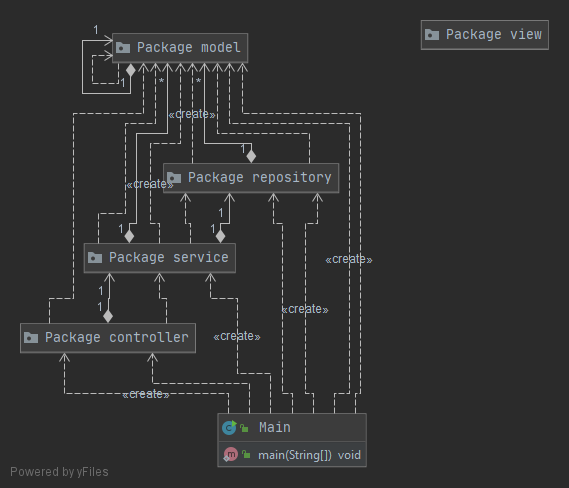 1
Package model
Package view
1
*
*
«create»
1
Package repository
«create»
1
1
1
Package service
«create»
1
1
«create»
Package controller
«create»
«create»
Main
main(String[]) void
Powered by yFiles